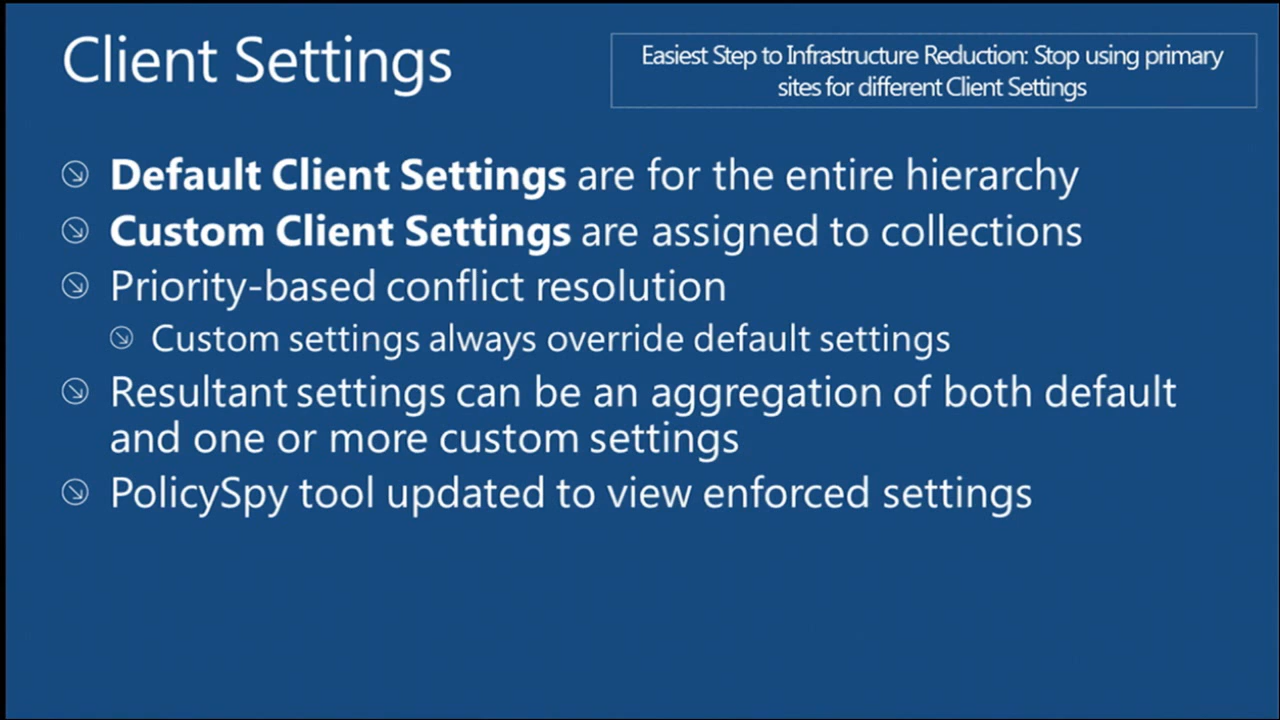 Client Settings
Easiest Step to Infrastructure Reduction: Stop using primary
sites for different Client Settings
Default Client Settings are for the entire hierarchy
Custom Client Settings are assigned to collections
Priority-based conflict resolution
Custom settings always override default settings
Resultant settings can be an aggregation of both default
and one or more custom settings
PolicySpy tool updated to view enforced settings